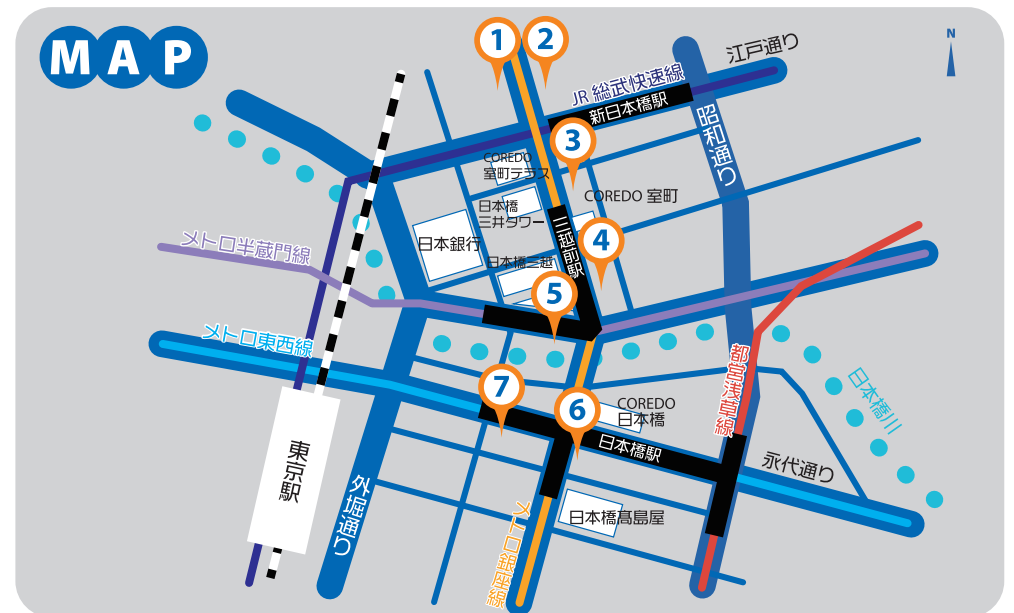 MAP
1
2
N
江戸通り
JR 総武快速線
新日本橋駅
昭和通り
3
COREDO
室町テラス
COREDO 室町
日本橋
三井タワー
三越前駅
4
日本銀行
メトロ半蔵門線
日本橋三越
5
メトロ東西線
都営浅草線
日本橋川
7
6
COREDO
日本橋
日本橋駅
永代通り
東京駅
外堀通り
日本橋髙島屋
メトロ銀座線